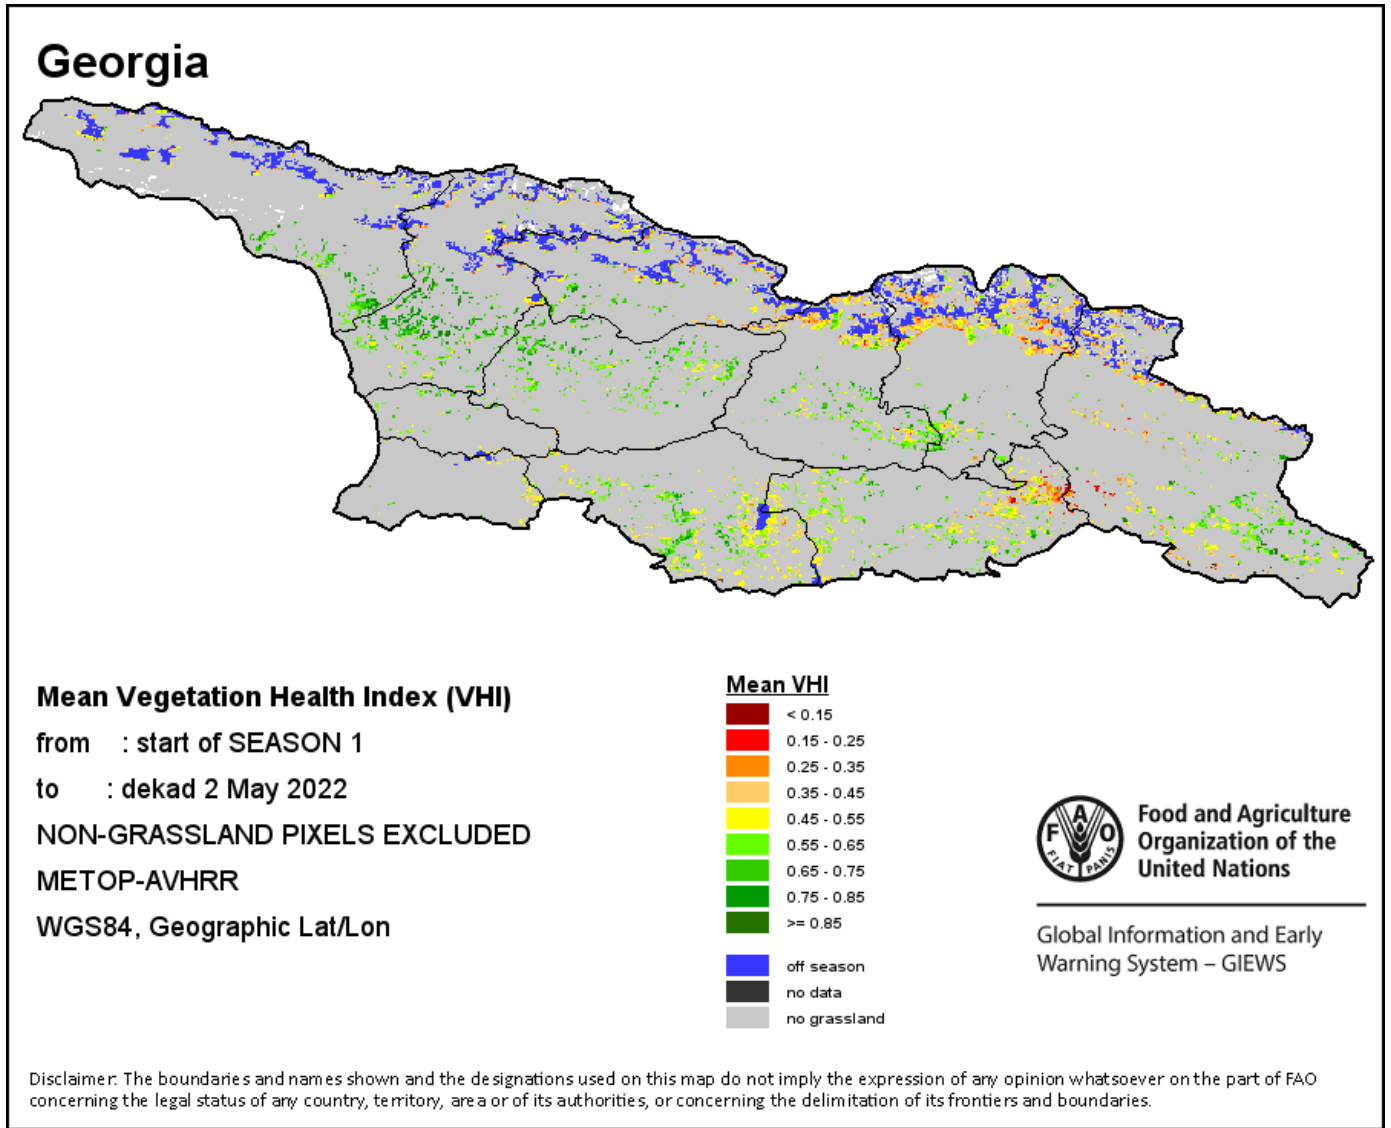 Georgia
Mean Vegetation Health Index (VHI)
from : start of SEASON 1
to : dekad 2 May 2022
NON-GRASSLAND PIXELS EXCLUDED
METOP-AVHRR
WGS84, Geographic Lat/Lon
Mean VHI
< 0.15
0.15 - 0.25
0.25 - 0.35
0.35 - 0.45
0.45 - 0.55
0.55 - 0.65
0.65 - 0.75
0.75 - 0.85
>= 0.85
off season
no data
no grassland
F A O
FIAT PANIS
Food and Agriculture
Organization of the
United Nations
Global Information and Early
Warning System – GIEWS
Disclaimer: The boundaries and names shown and the designations used on this map do not imply the expression of any opinion whatsoever on the part of FAO
concerning the legal status of any country, territory, area or of its authorities, or concerning the delimitation of its frontiers and boundaries.